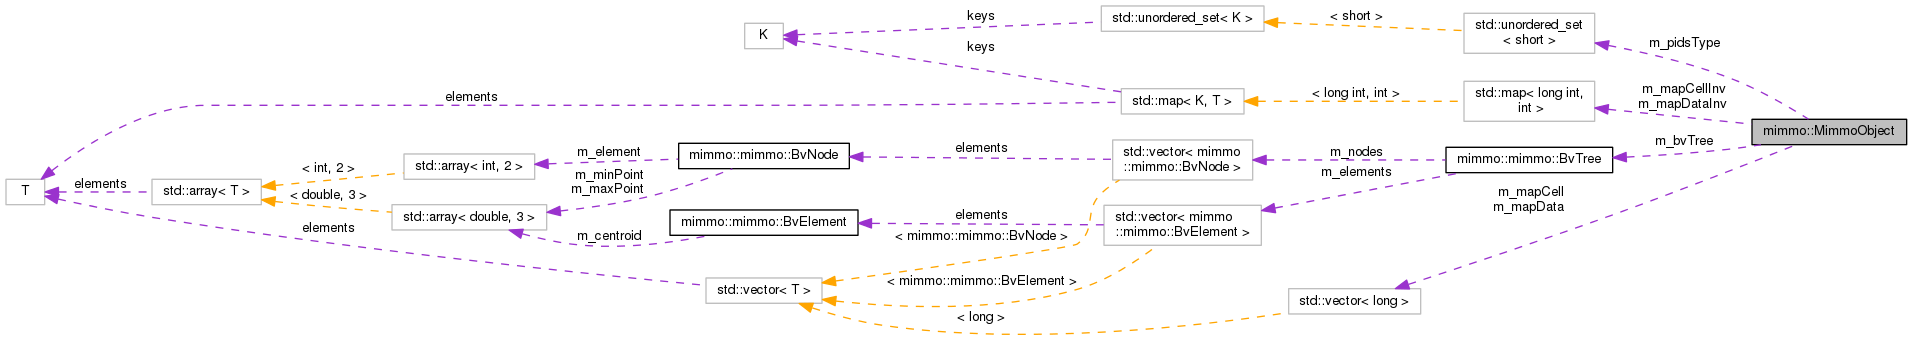 keys
std::unordered_set< K >
< short >
std::unordered_set
< short >
m_pidsType
K
keys
elements
std::map< K, T >
< long int, int >
std::map< long int,
int >
m_mapCellInv
m_mapDataInv
mimmo::MimmoObject
m_bvTree
mimmo::mimmo::BvTree
m_nodes
m_elements
std::vector< mimmo
::mimmo::BvNode >
elements
mimmo::mimmo::BvNode
m_element
m_minPoint
m_maxPoint
std::array< int, 2 >
< int, 2 >
T
elements
std::array< T >
< double, 3 >
std::array< double, 3 >
mimmo::mimmo::BvElement
m_centroid
elements
std::vector< mimmo
::mimmo::BvElement >
m_mapCell
m_mapData
elements
< mimmo::mimmo::BvNode >
std::vector< T >
< mimmo::mimmo::BvElement >
< long >
std::vector< long >